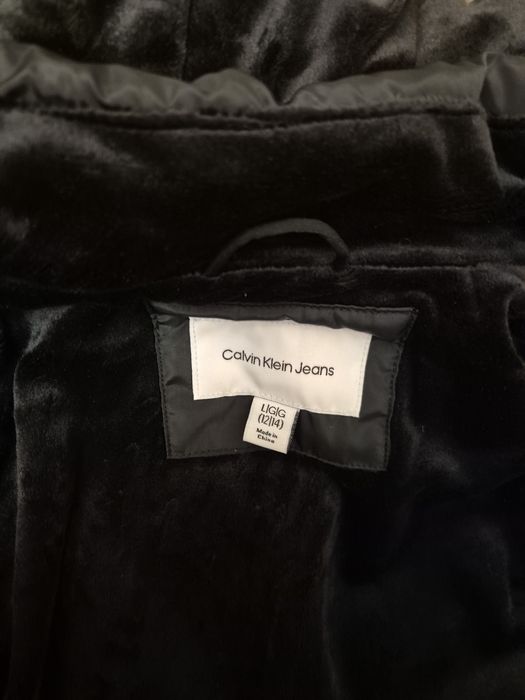 Calvin Klein Jeans
L|G|G
(12|14)
Made in
China